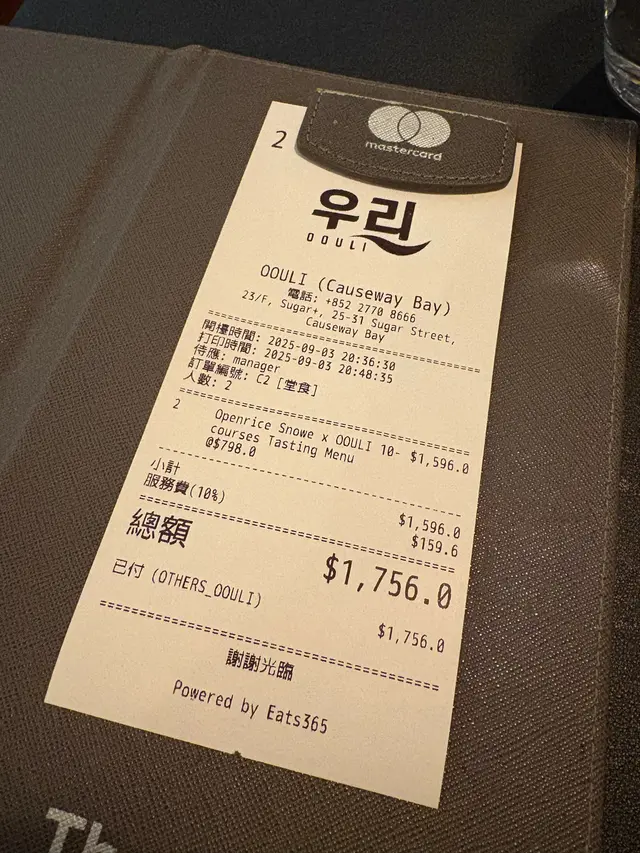 mastercard
2
우리
OOULI
OOULI (Causeway Bay)
電話: +852 2770 8666
23/F, Sugar+, 25-31 Sugar Street,
Causeway Bay
開檯時間: 2025-09-03 20:36:30
打印時間: 2025-09-03 20:48:35
侍應: manager
訂單編號: C2 [堂食]
人數: 2
2 Openrice Snowe x OOULI 10- $1,596.0
courses Tasting Menu
@$798.0
小計 $1,596.0
服務費(10%) $159.6
總額 $1,756.0
已付 (OTHERS_OOULI) $1,756.0
謝謝光臨
Powered by Eats365
Th